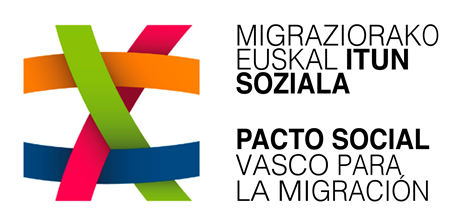 MIGRAZIORAKO
EUSKAL ITUN
SOZIALA
PACTO SOCIAL
VASCO PARA
LA MIGRACIÓN